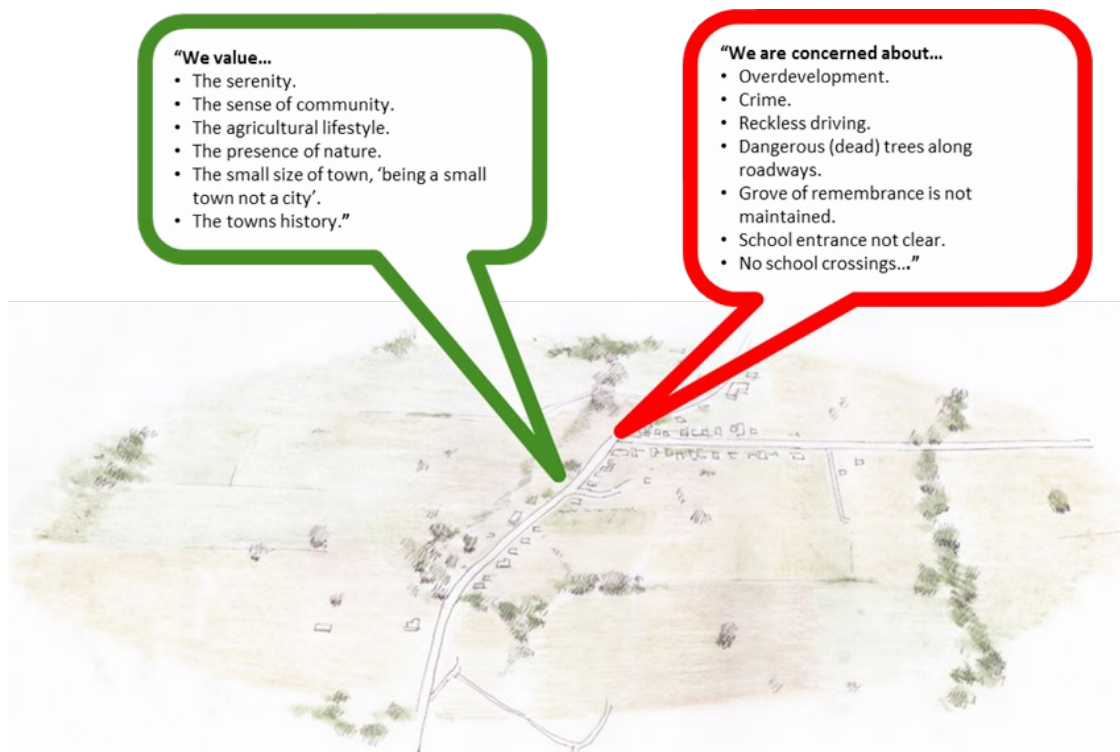 “We value...
• The serenity.
• The sense of community.
• The agricultural lifestyle.
• The presence of nature.
• The small size of town, ‘being a small
town not a city’.
• The towns history.”
“We are concerned about...
• Overdevelopment.
• Crime.
• Reckless driving.
• Dangerous (dead) trees along
roadways.
• Grove of remembrance is not
maintained.
• School entrance not clear.
• No school crossings...”